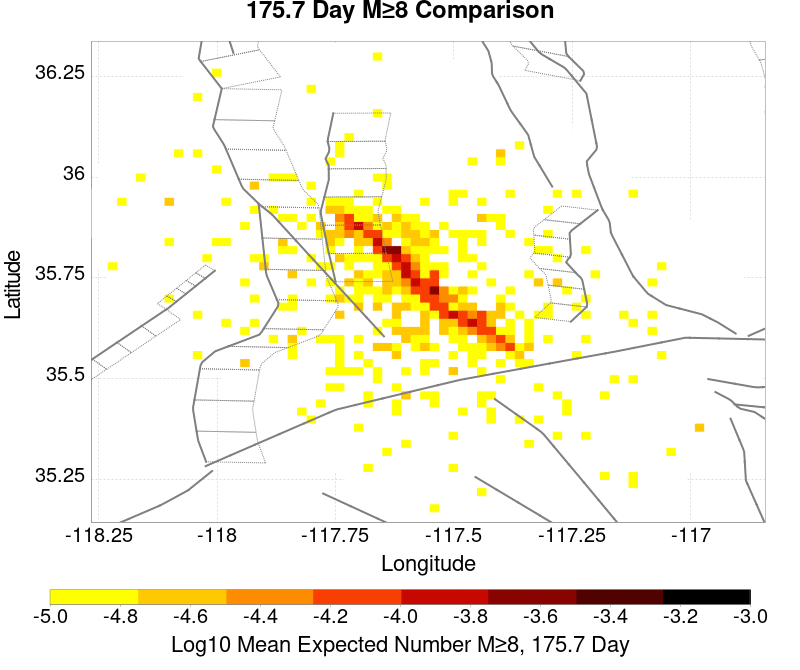 175.7 Day M≥8 Comparison
36.25
36
35.75
35.5
35.25
Latitude
-118.25 -118 -117.75 -117.5 -117.25 -117
Longitude
-5.0 -4.8 -4.6 -4.4 -4.2 -4.0 -3.8 -3.6 -3.4 -3.2 -3.0
Log10 Mean Expected Number M≥8, 175.7 Day